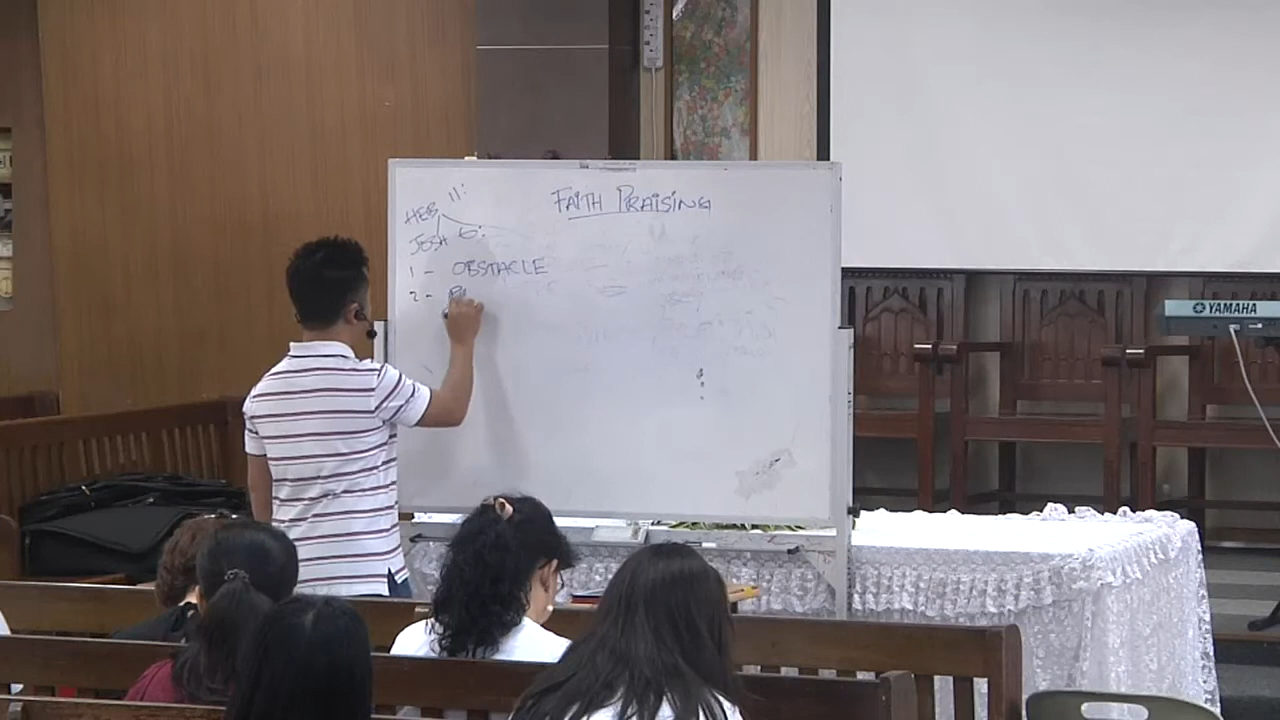 FAITH PRAISING
HEB 11:
JOSH 6:
1 - OBSTACLE
2 -
YAMAHA